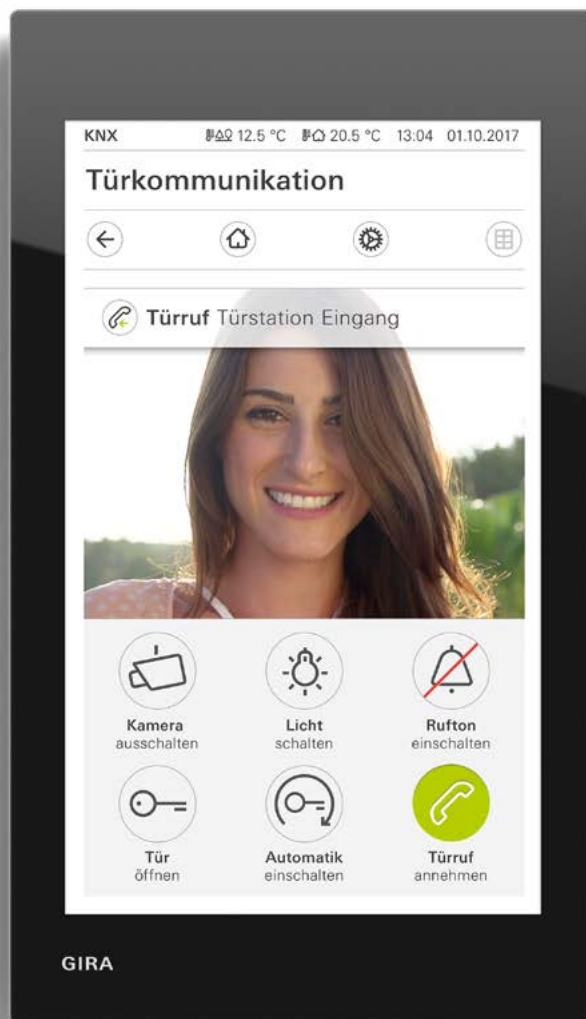 KNX 12.5 °C 20.5 °C 13:04 01.10.2017
Türkommunikation
Türruf Türstation Eingang
Kamera Licht Rufton
ausschalten schalten einschalten
Tür Automatik Türruf
öffnen einschalten annehmen
GIRA